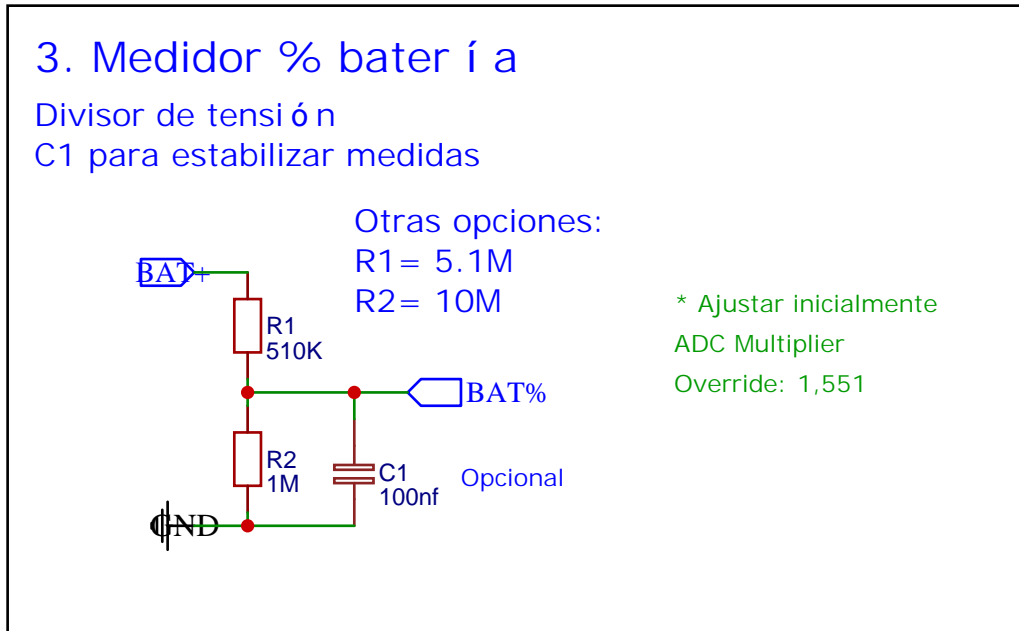 3. Medidor % batería
Divisor de tensión
C1 para estabilizar medidas
Otras opciones:
R1= 5.1M
R2= 10M
BAT+
R1
510K
* Ajustar inicialmente
ADC Multiplier
Override: 1,551
BAT%
R2
1M
C1
100nf
Opcional
GND